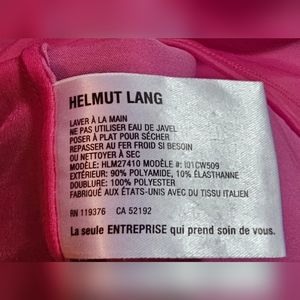 HELMUT LANG
LAVER À LA MAIN
NE PAS UTILISER EAU DE JAVEL
POSER À PLAT POUR SÉCHER
REPASSER AU FER FROID SI BESOIN
OU NETTOYER À SEC
MODÈLE: HLM27410 MODÈLE #: I01CW509
EXTÉRIEUR: 90% POLYAMIDE, 10% ÉLASTHANNE
DOUBLURE: 100% POLYESTER
FABRIQUÉ AUX ÉTATS-UNIS AVEC DU TISSU ITALIEN
RN 119376 CA 52192
La seule ENTREPRISE qui prend soin de vous.